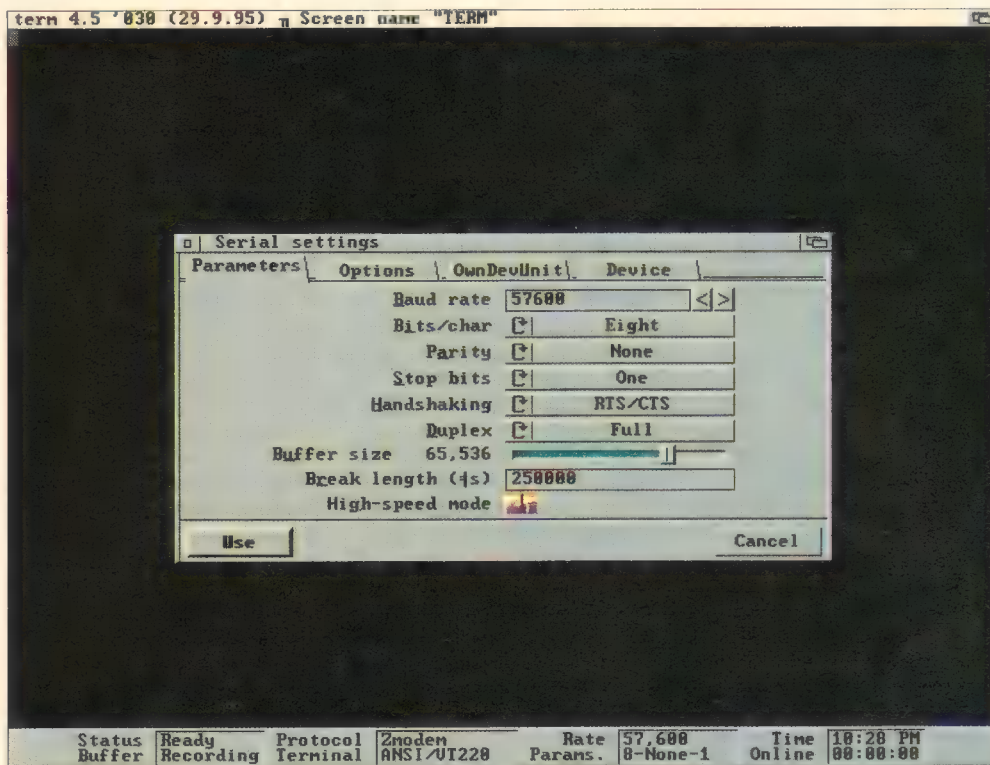 term 4.5 '030 (29.9.95) Screen name "TERM"
Serial settings
Parameters Options OwnDevUnit Device
Baud rate 57600 < >
Bits/char Eight
Parity None
Stop bits One
Handshaking RTS/CTS
Duplex Full
Buffer size 65,536
Break length (µs) 250000
High-speed mode
Use Cancel
Status Ready Protocol Zmodem Rate 57,600 Time 10:28 PM
Buffer Recording Terminal ANSI/VT220 Params. 8-None-1 Online 00:00:00